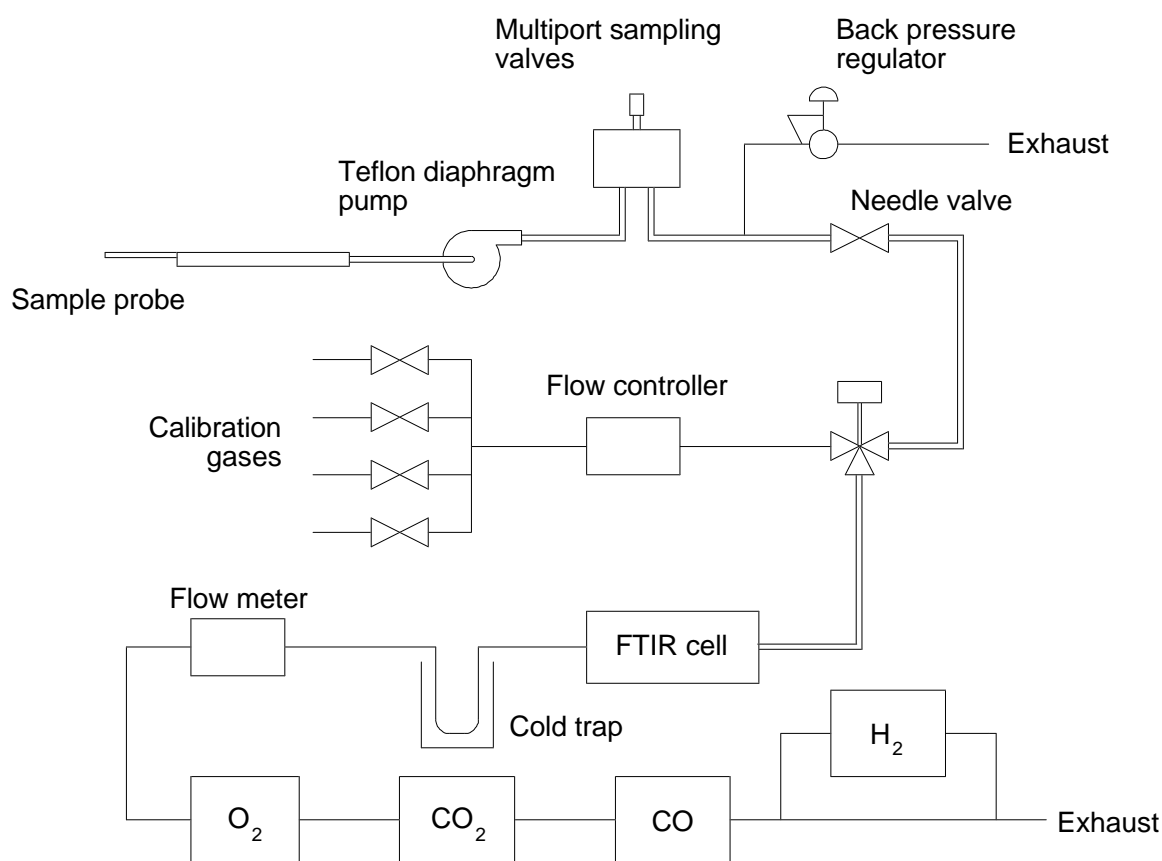 Multiport sampling
valves
Back pressure
regulator
Exhaust
Teflon diaphragm
pump
Needle valve
Sample probe
Flow controller
Calibration
gases
Flow meter
FTIR cell
Cold trap
H2
O2
CO2
CO
Exhaust